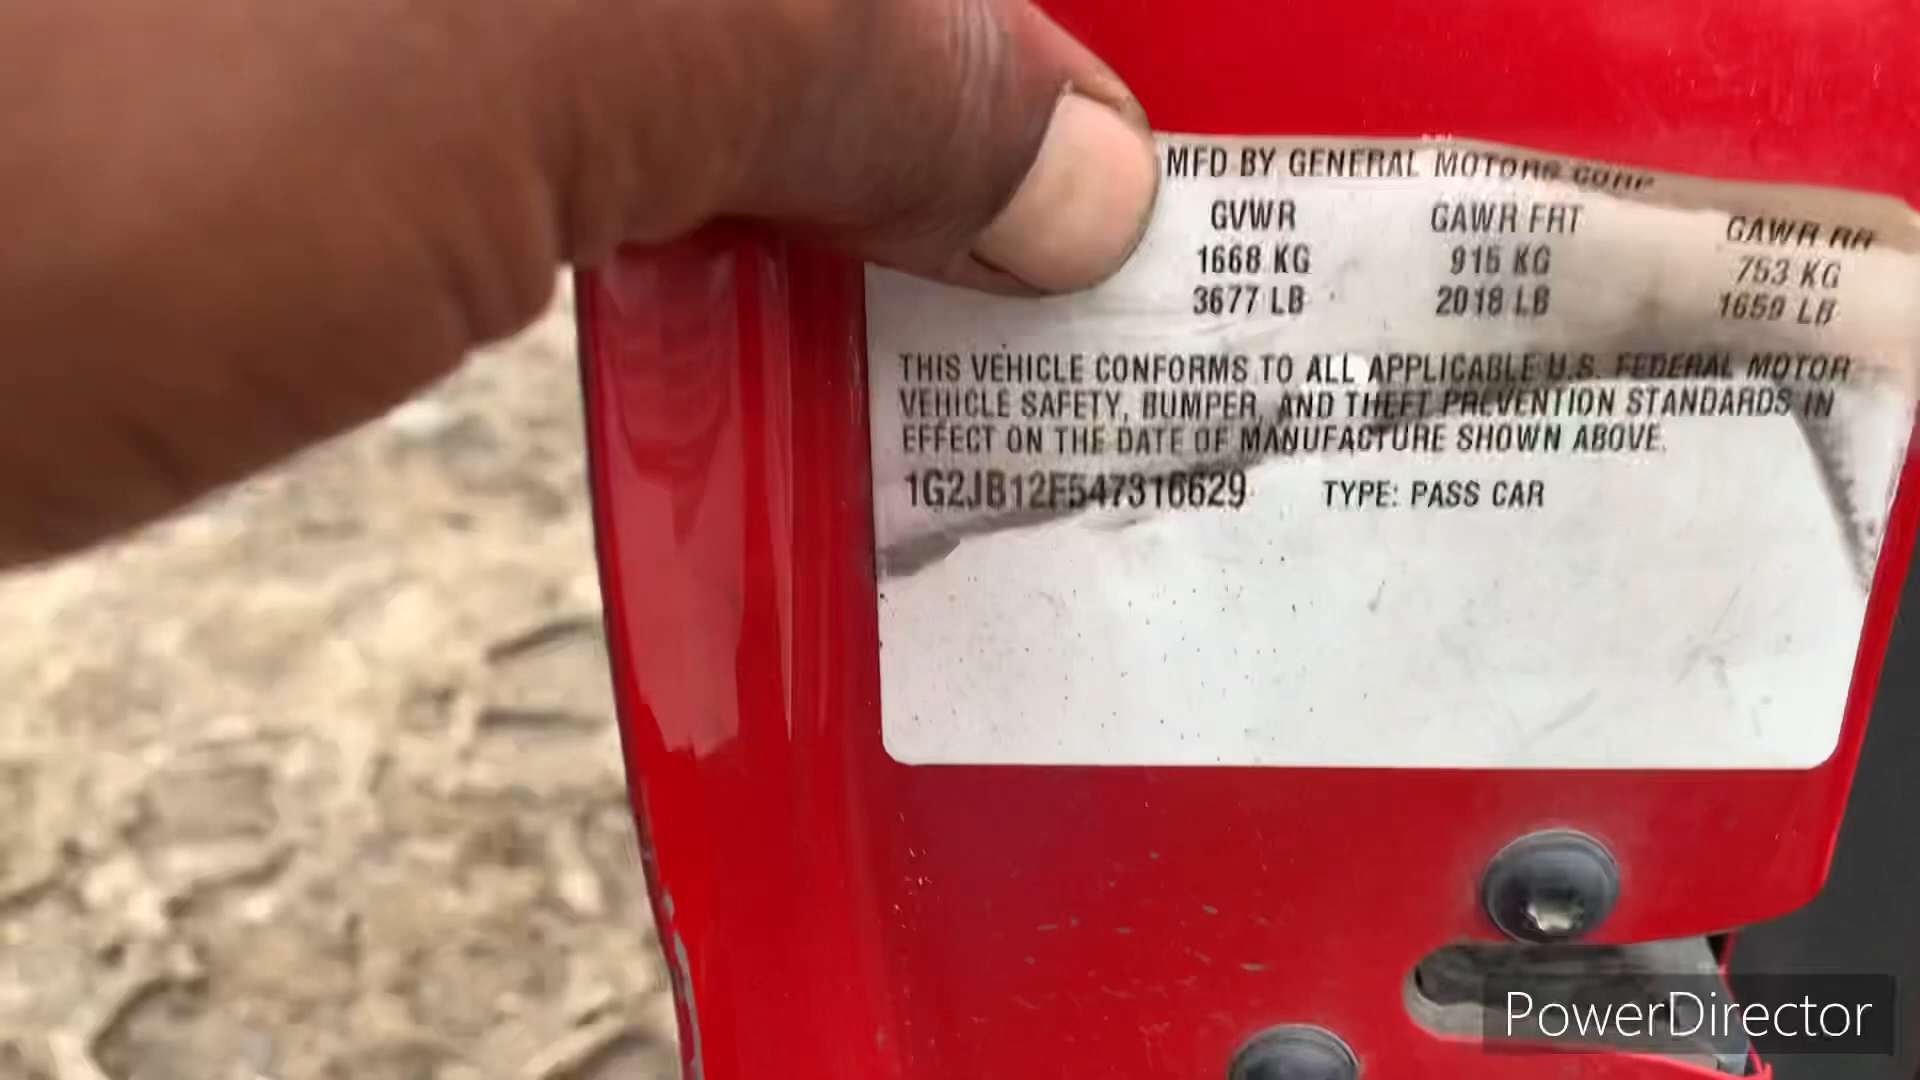 MFD BY GENERAL MOTORS CORP
GVWR GAWR FRT GAWR RR
1668 KG 915 KG 753 KG
3677 LB 2018 LB 1659 LB
THIS VEHICLE CONFORMS TO ALL APPLICABLE U.S. FEDERAL MOTOR
VEHICLE SAFETY, BUMPER, AND THEFT PREVENTION STANDARDS IN
EFFECT ON THE DATE OF MANUFACTURE SHOWN ABOVE.
1G2JB12F547316629 TYPE: PASS CAR
PowerDirector